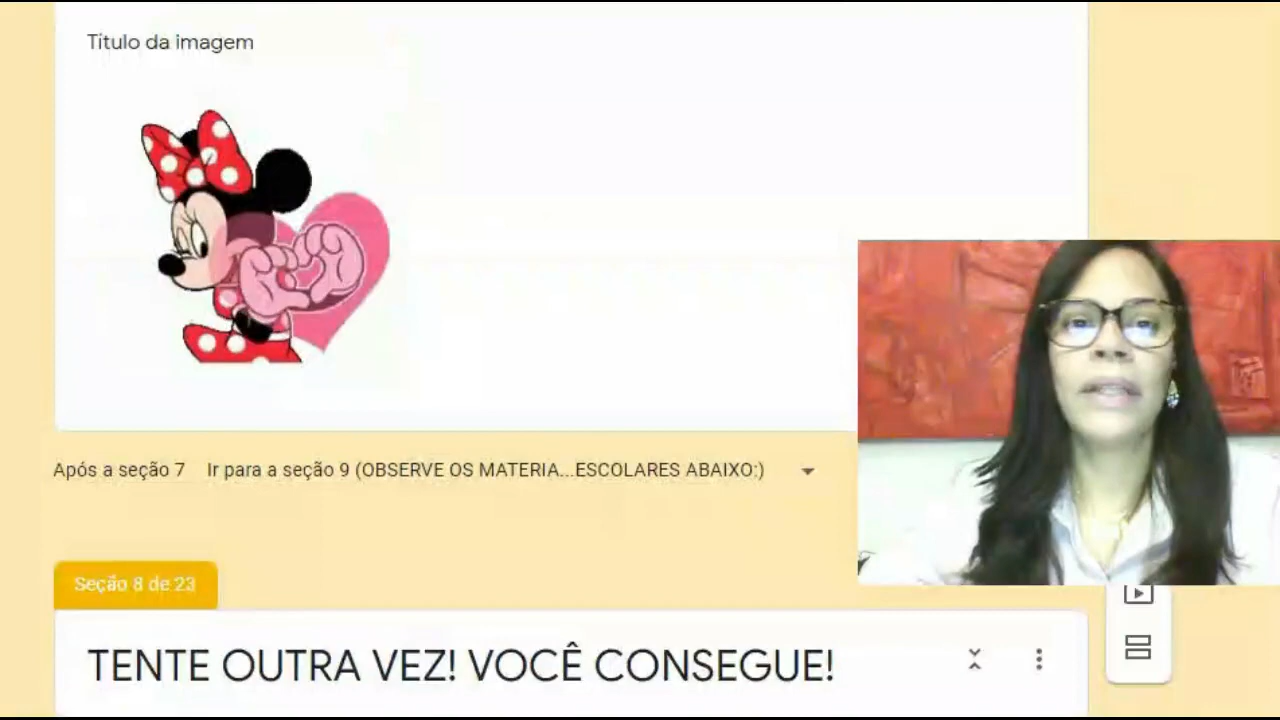 Título da imagem
Após a seção 7 Ir para a seção 9 (OBSERVE OS MATERIA...ESCOLARES ABAIXO:)
Seção 8 de 23
TENTE OUTRA VEZ! VOCÊ CONSEGUE!